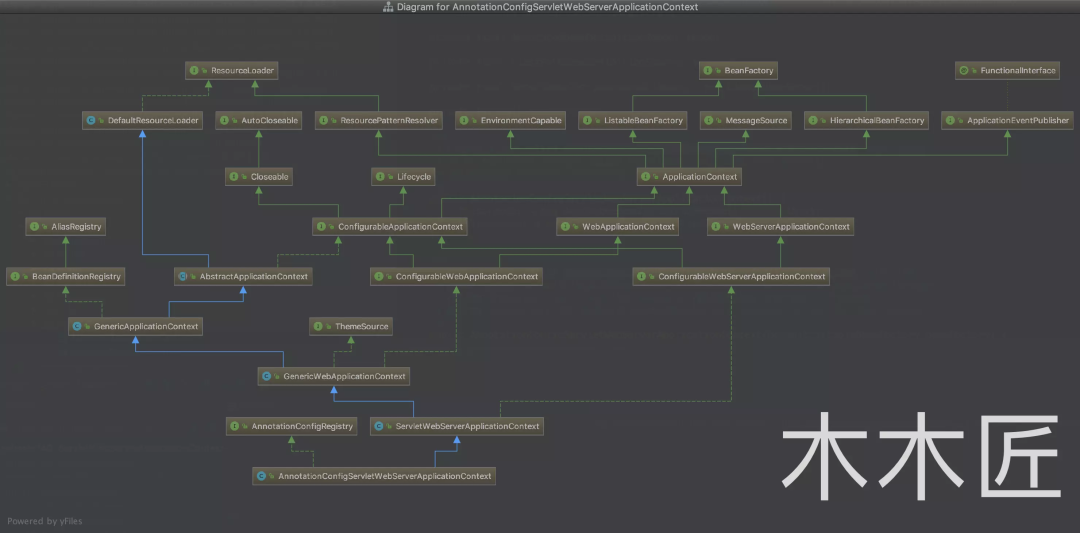 Diagram for AnnotationConfigServletWebServerApplicationContext
ResourceLoader
BeanFactory
FunctionalInterface
DefaultResourceLoader
AutoCloseable
ResourcePatternResolver
EnvironmentCapable
ListableBeanFactory
MessageSource
HierarchicalBeanFactory
ApplicationEventPublisher
Closeable
Lifecycle
ApplicationContext
AliasRegistry
ConfigurableApplicationContext
WebApplicationContext
WebServerApplicationContext
BeanDefinitionRegistry
AbstractApplicationContext
ConfigurableWebApplicationContext
ConfigurableWebServerApplicationContext
GenericApplicationContext
ThemeSource
GenericWebApplicationContext
AnnotationConfigRegistry
ServletWebServerApplicationContext
AnnotationConfigServletWebServerApplicationContext
木木匠
Powered by yFiles